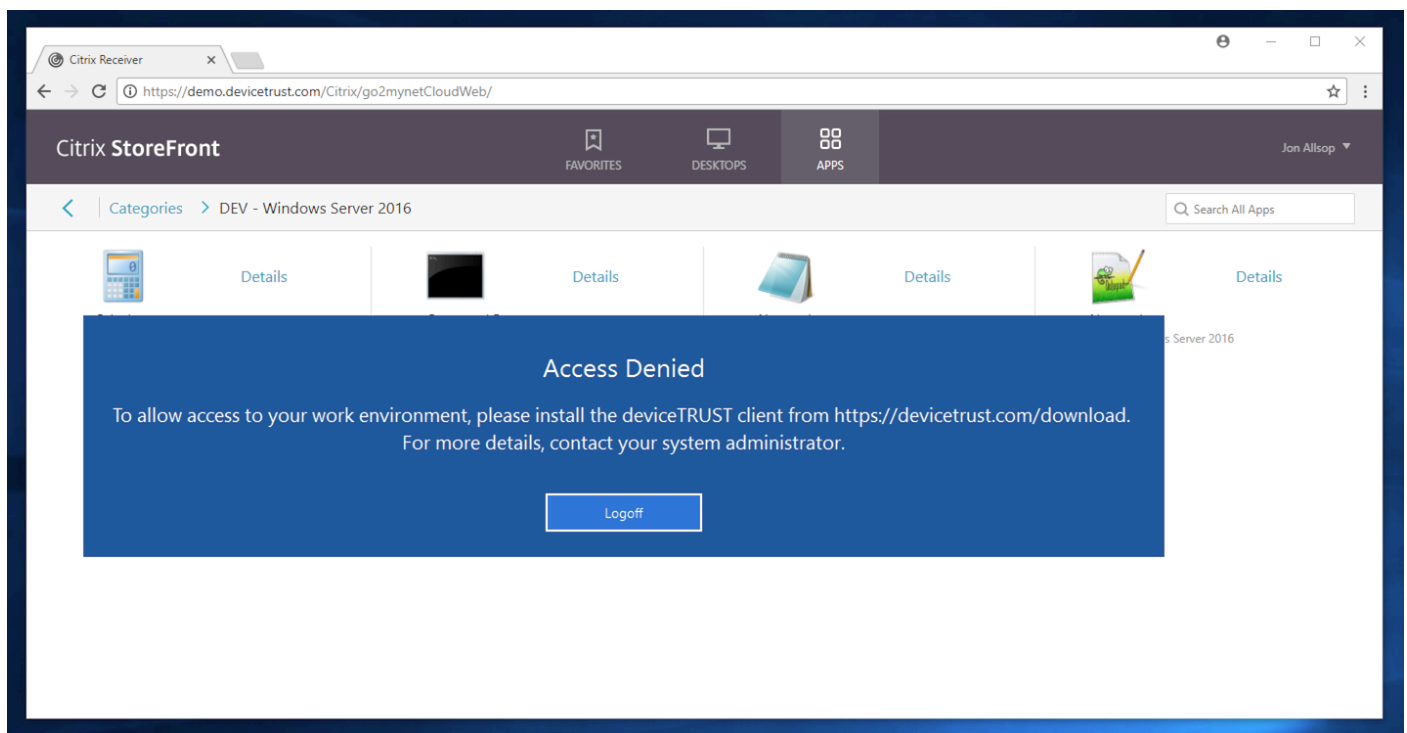 Citrix Receiver
https://demo.devicetrust.com/Citrix/go2mynetCloudWeb/
Citrix StoreFront
FAVORITES
DESKTOPS
APPS
Jon Allsop
Categories > DEV - Windows Server 2016
Search All Apps
Details
Details
Details
Details
Server 2016
Access Denied
To allow access to your work environment, please install the deviceTRUST client from https://devicetrust.com/download.
For more details, contact your system administrator.
Logoff